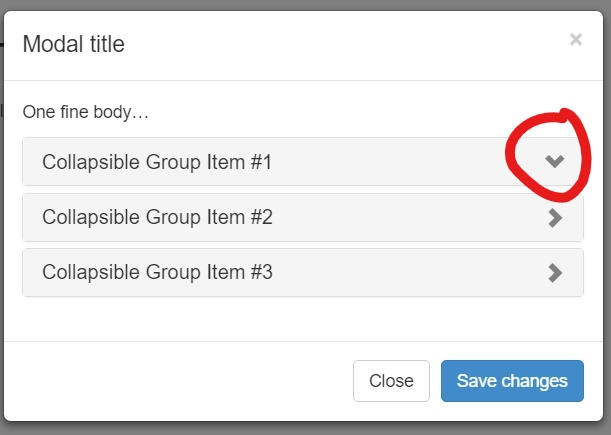 Modal title
×
One fine body…
Collapsible Group Item #1
Collapsible Group Item #2
Collapsible Group Item #3
Close Save changes